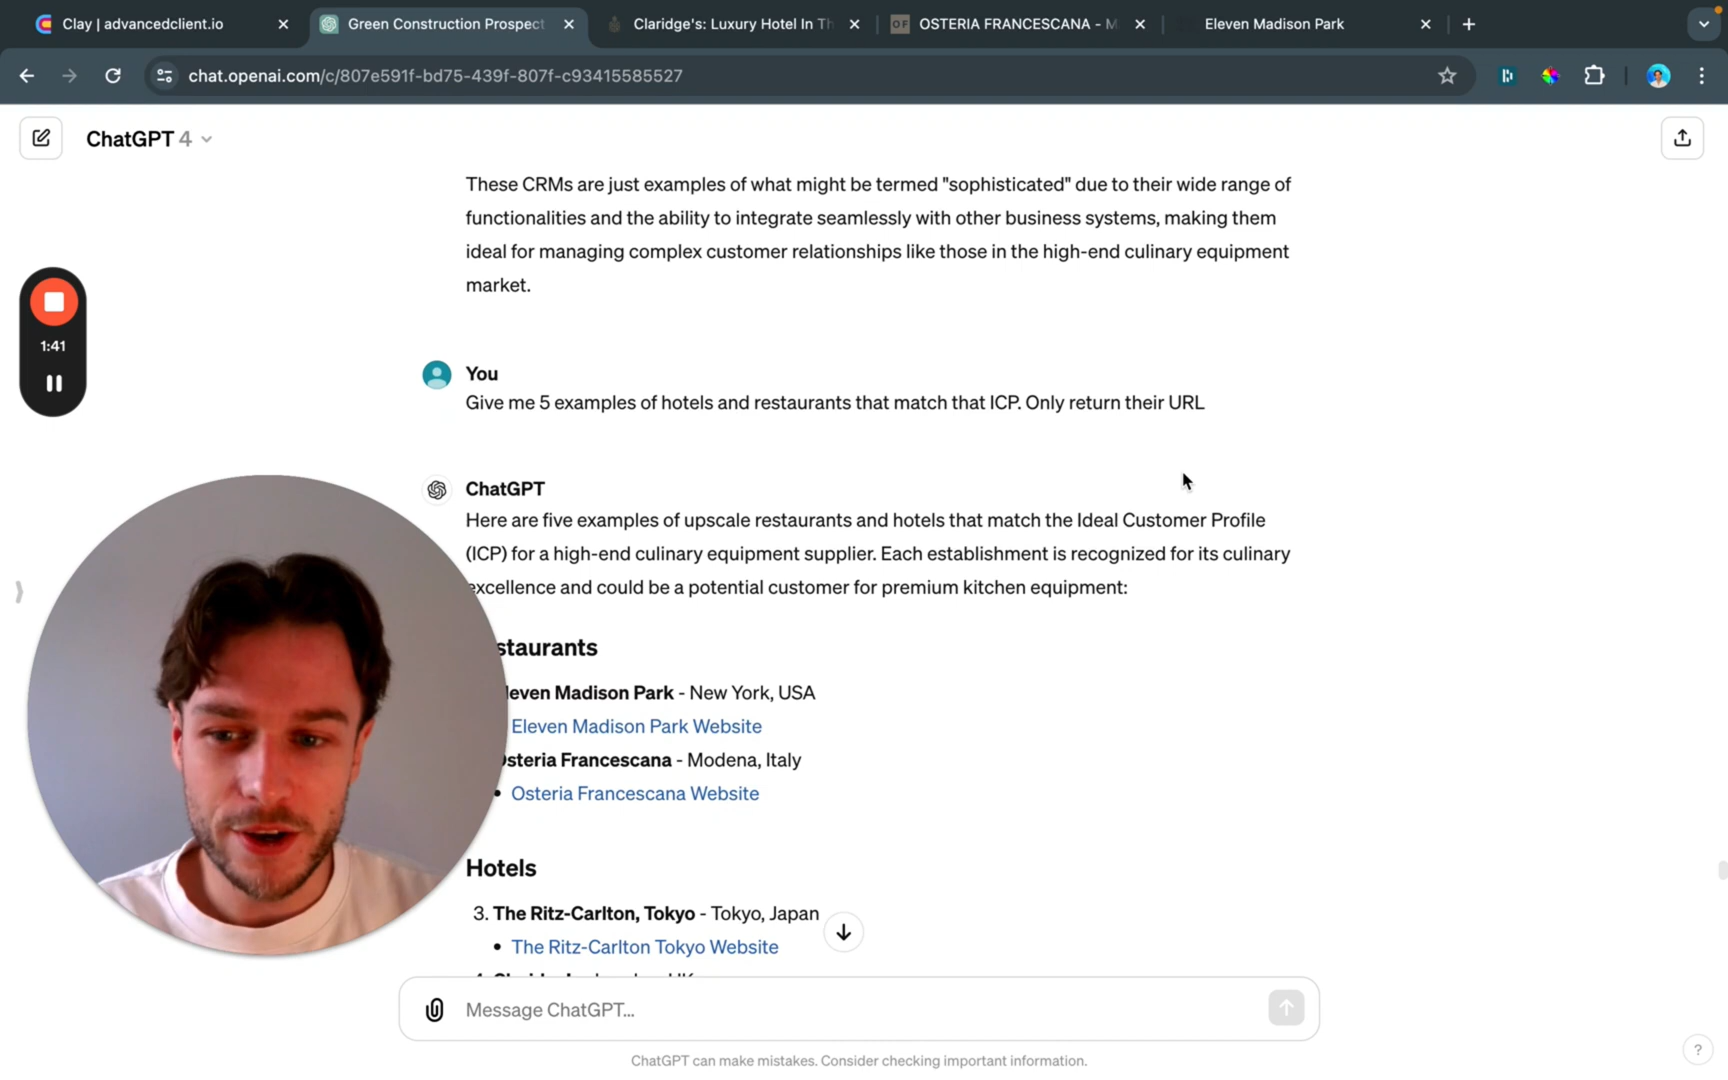 Clay | advancedclient.io
Green Construction Prospect
Claridge's: Luxury Hotel In Th
OF
OSTERIA FRANCESCANA - M
Eleven Madison Park
chat.openai.com/c/807e591f-bd75-439f-807f-c93415585527
ChatGPT 4
These CRMs are just examples of what might be termed "sophisticated" due to their wide range of
functionalities and the ability to integrate seamlessly with other business systems, making them
ideal for managing complex customer relationships like those in the high-end culinary equipment
market.
1:41
You
Give me 5 examples of hotels and restaurants that match that ICP. Only return their URL
ChatGPT
Here are five examples of upscale restaurants and hotels that match the Ideal Customer Profile
(ICP) for a high-end culinary equipment supplier. Each establishment is recognized for its culinary
excellence and could be a potential customer for premium kitchen equipment:
staurants
leven Madison Park - New York, USA
Eleven Madison Park Website
Osteria Francescana - Modena, Italy
• Osteria Francescana Website
Hotels
3. The Ritz-Carlton, Tokyo - Tokyo, Japan
• The Ritz-Carlton Tokyo Website
Message ChatGPT...
ChatGPT can make mistakes. Consider checking important information.
?